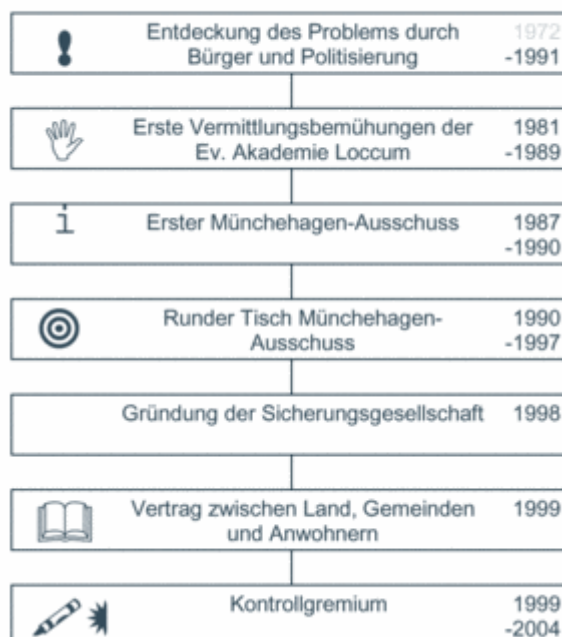 Entdeckung des Problems durch 1972
Bürger und Politisierung -1991
Erste Vermittlungsbemühungen der 1981
Ev. Akademie Loccum -1989
i Erster Münchehagen-Ausschuss 1987
-1990
Runder Tisch Münchehagen- 1990
Ausschuss -1997
Gründung der Sicherungsgesellschaft 1998
Vertrag zwischen Land, Gemeinden 1999
und Anwohnern
Kontrollgremium 1999
-2004